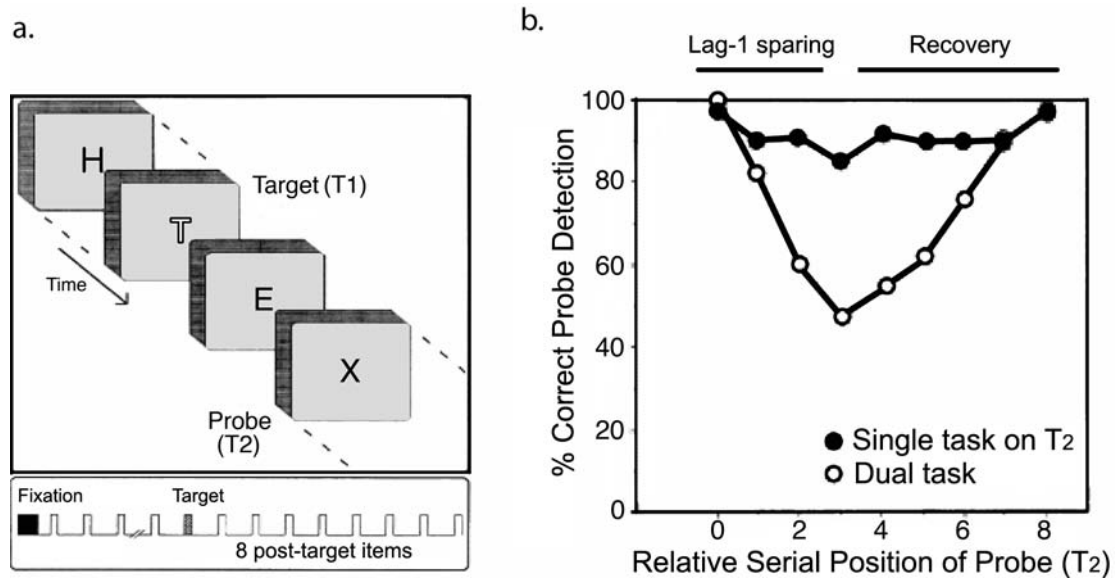 a.
H
Target (T1)
T
Time
E
X
Probe
(T2)
Fixation
Target
8 post-target items
b.
Lag-1 sparing
Recovery
% Correct Probe Detection
100
80
60
40
20
0
Single task on T2
Dual task
0 2 4 6 8
Relative Serial Position of Probe (T2)